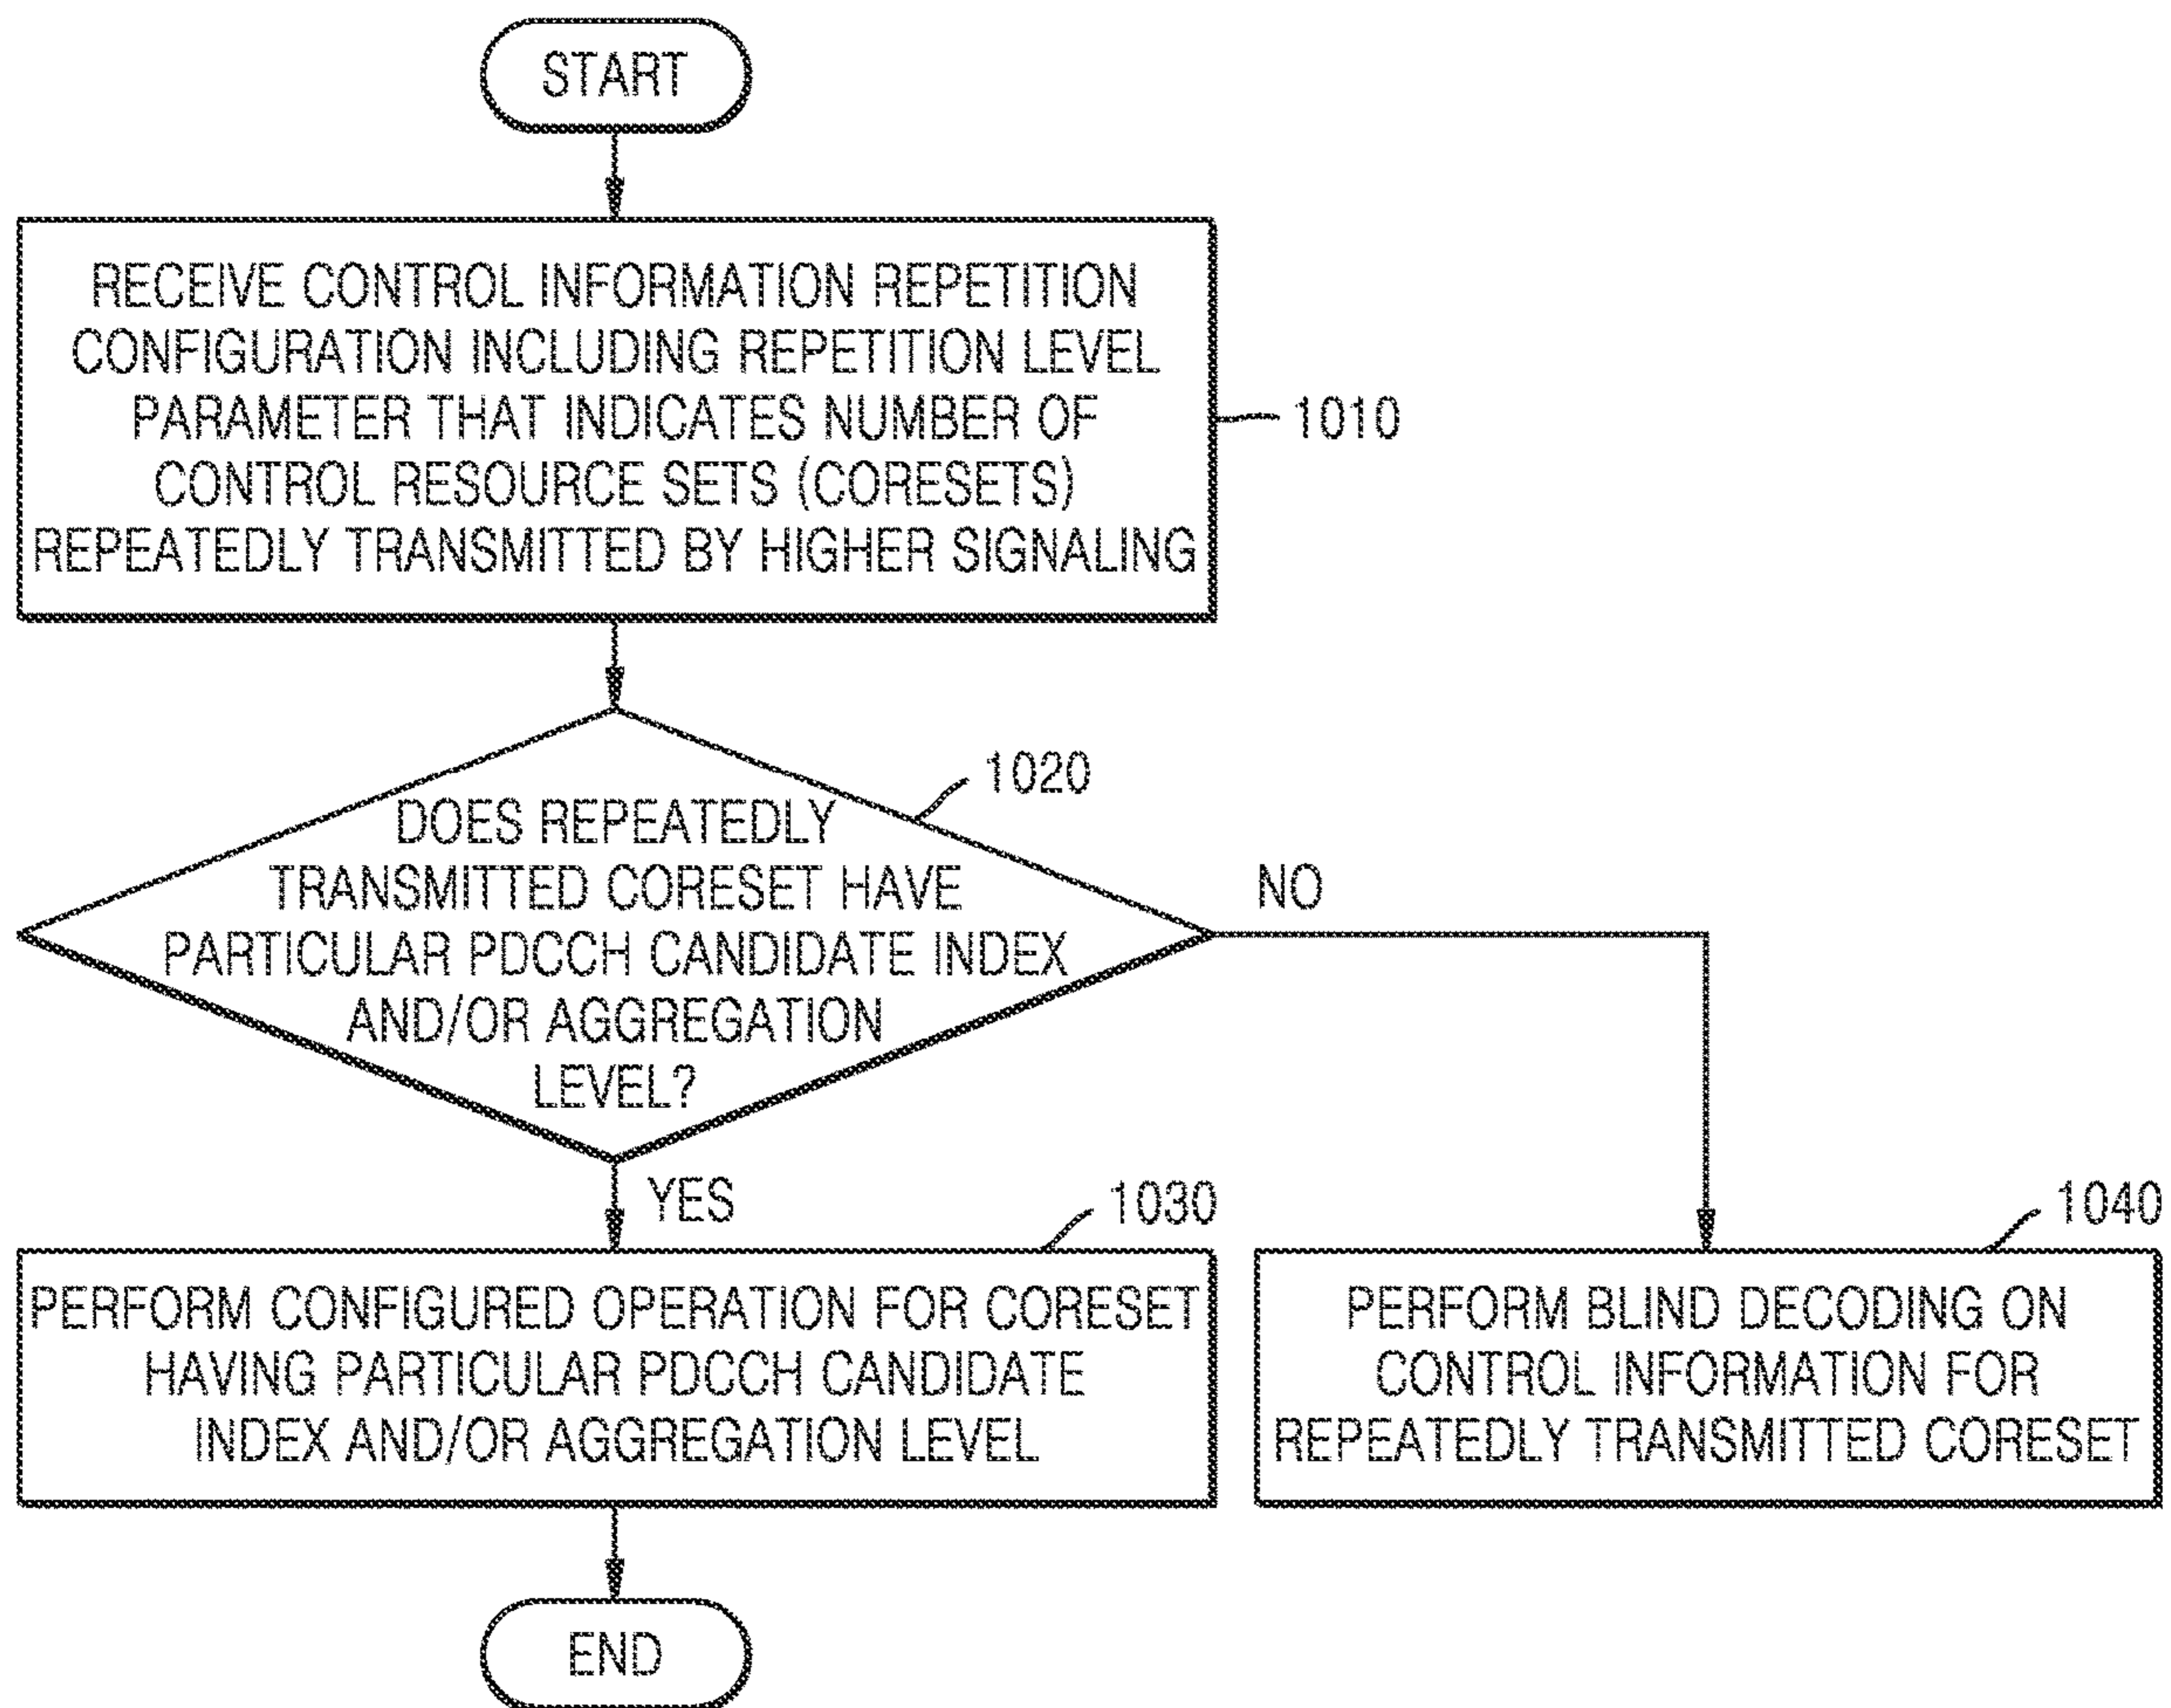 START
RECEIVE CONTROL INFORMATION REPETITION
CONFIGURATION INCLUDING REPETITION LEVEL
PARAMETER THAT INDICATES NUMBER OF
CONTROL RESOURCE SETS (CORESETS)
REPEATEDLY TRANSMITTED BY HIGHER SIGNALING
1010
1020
DOES REPEATEDLY
TRANSMITTED CORESET HAVE
PARTICULAR PDCCH CANDIDATE INDEX
AND/OR AGGREGATION
LEVEL?
NO
YES
1030
PERFORM CONFIGURED OPERATION FOR CORESET
HAVING PARTICULAR PDCCH CANDIDATE
INDEX AND/OR AGGREGATION LEVEL
1040
PERFORM BLIND DECODING ON
CONTROL INFORMATION FOR
REPEATEDLY TRANSMITTED CORESET
END